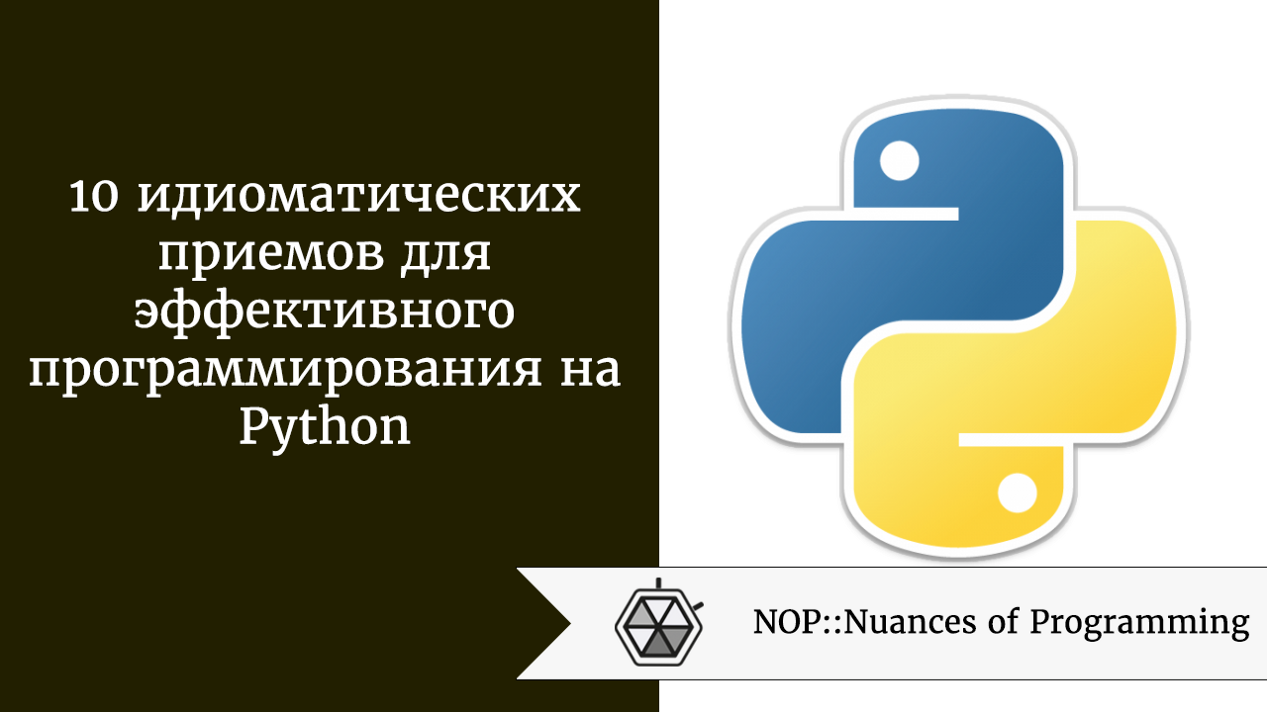 10 идиоматических
приемов для
эффективного
программирования на
Python
NOP::Nuances of Programming